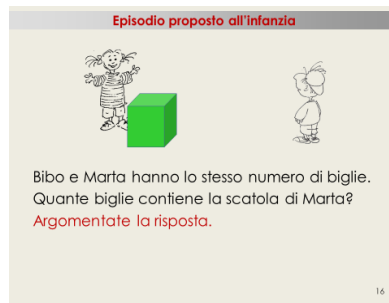 Episodio proposto all'infanzia
Bibo e Marta hanno lo stesso numero di biglie.
Quante biglie contiene la scatola di Marta?
Argomentate la risposta.
16